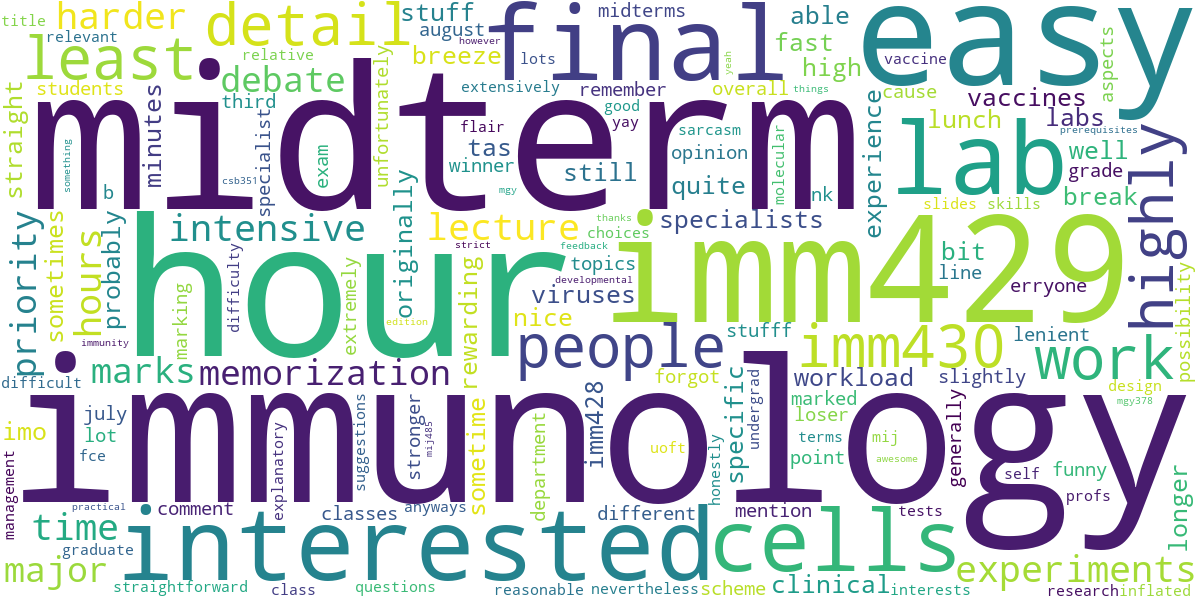 title
harder
detail
stuff
midterms
able
easy
relevant
least
relative
august
breeze
however
final
lots
yeah
fast
high
vaccine
aspects
students
debate
extensively
remember
overall
things
cause
straight
midterm
minutes
third
unfortunately
flair
good
yay
sarcasm
vaccines
labs
prerequisites
something
b
csb351
specialist
exam
winner
tas
mgy
still
opinion
quite
molecular
nk
lab
experience
lunch
well
grade
break
highly
slides
skills
priority
sometimes
hours
probably
intensive
originally
lecture
strict
thanks
choices
feedback
specialists
topics
developmental
imm429
bit
line
erryone
possibility
hour
difficulty
marking
extremely
rewarding
edition
viruses
nice
stufff
immunity
difficult
marks
memorization
people
imm430
lenient
work
forgot
workload
slightly
design
mgy378
imo
july
lot
fce
management
immunology
explanatory
suggestions
stronger
mij485
sometime
department
imm428
uoft
honestly
specific
undergrad
marked
loser
terms
mij
point
awesome
generally
self
funny
profs
longer
practical
comment
classes
anyways
different
mention
tests
time
graduate
interested
cells
major
experiments
straightforward
class
questions
reasonable
nevertheless
scheme
clinical
interests
research
inflated